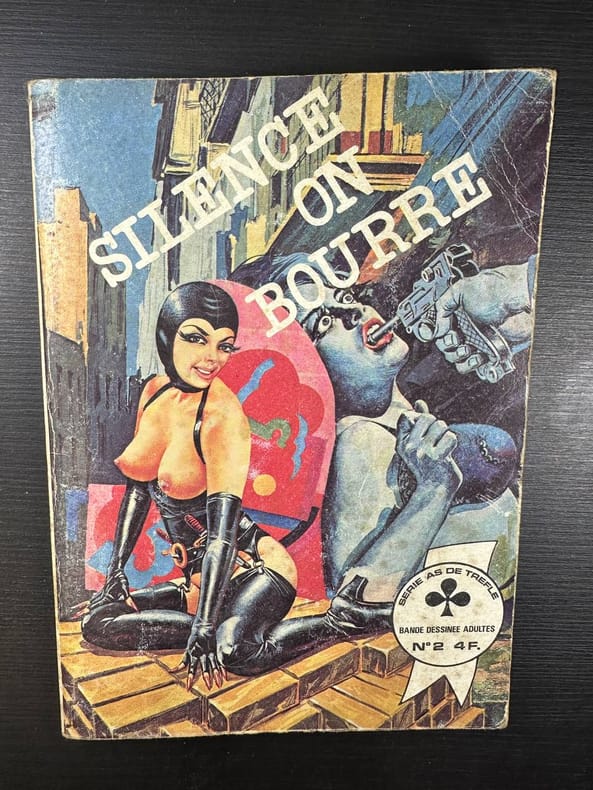 SILENCE
ON
BOURRE
SERIE AS DE TREFLE
BANDE DESSINEE ADULTES
N°2 4F.